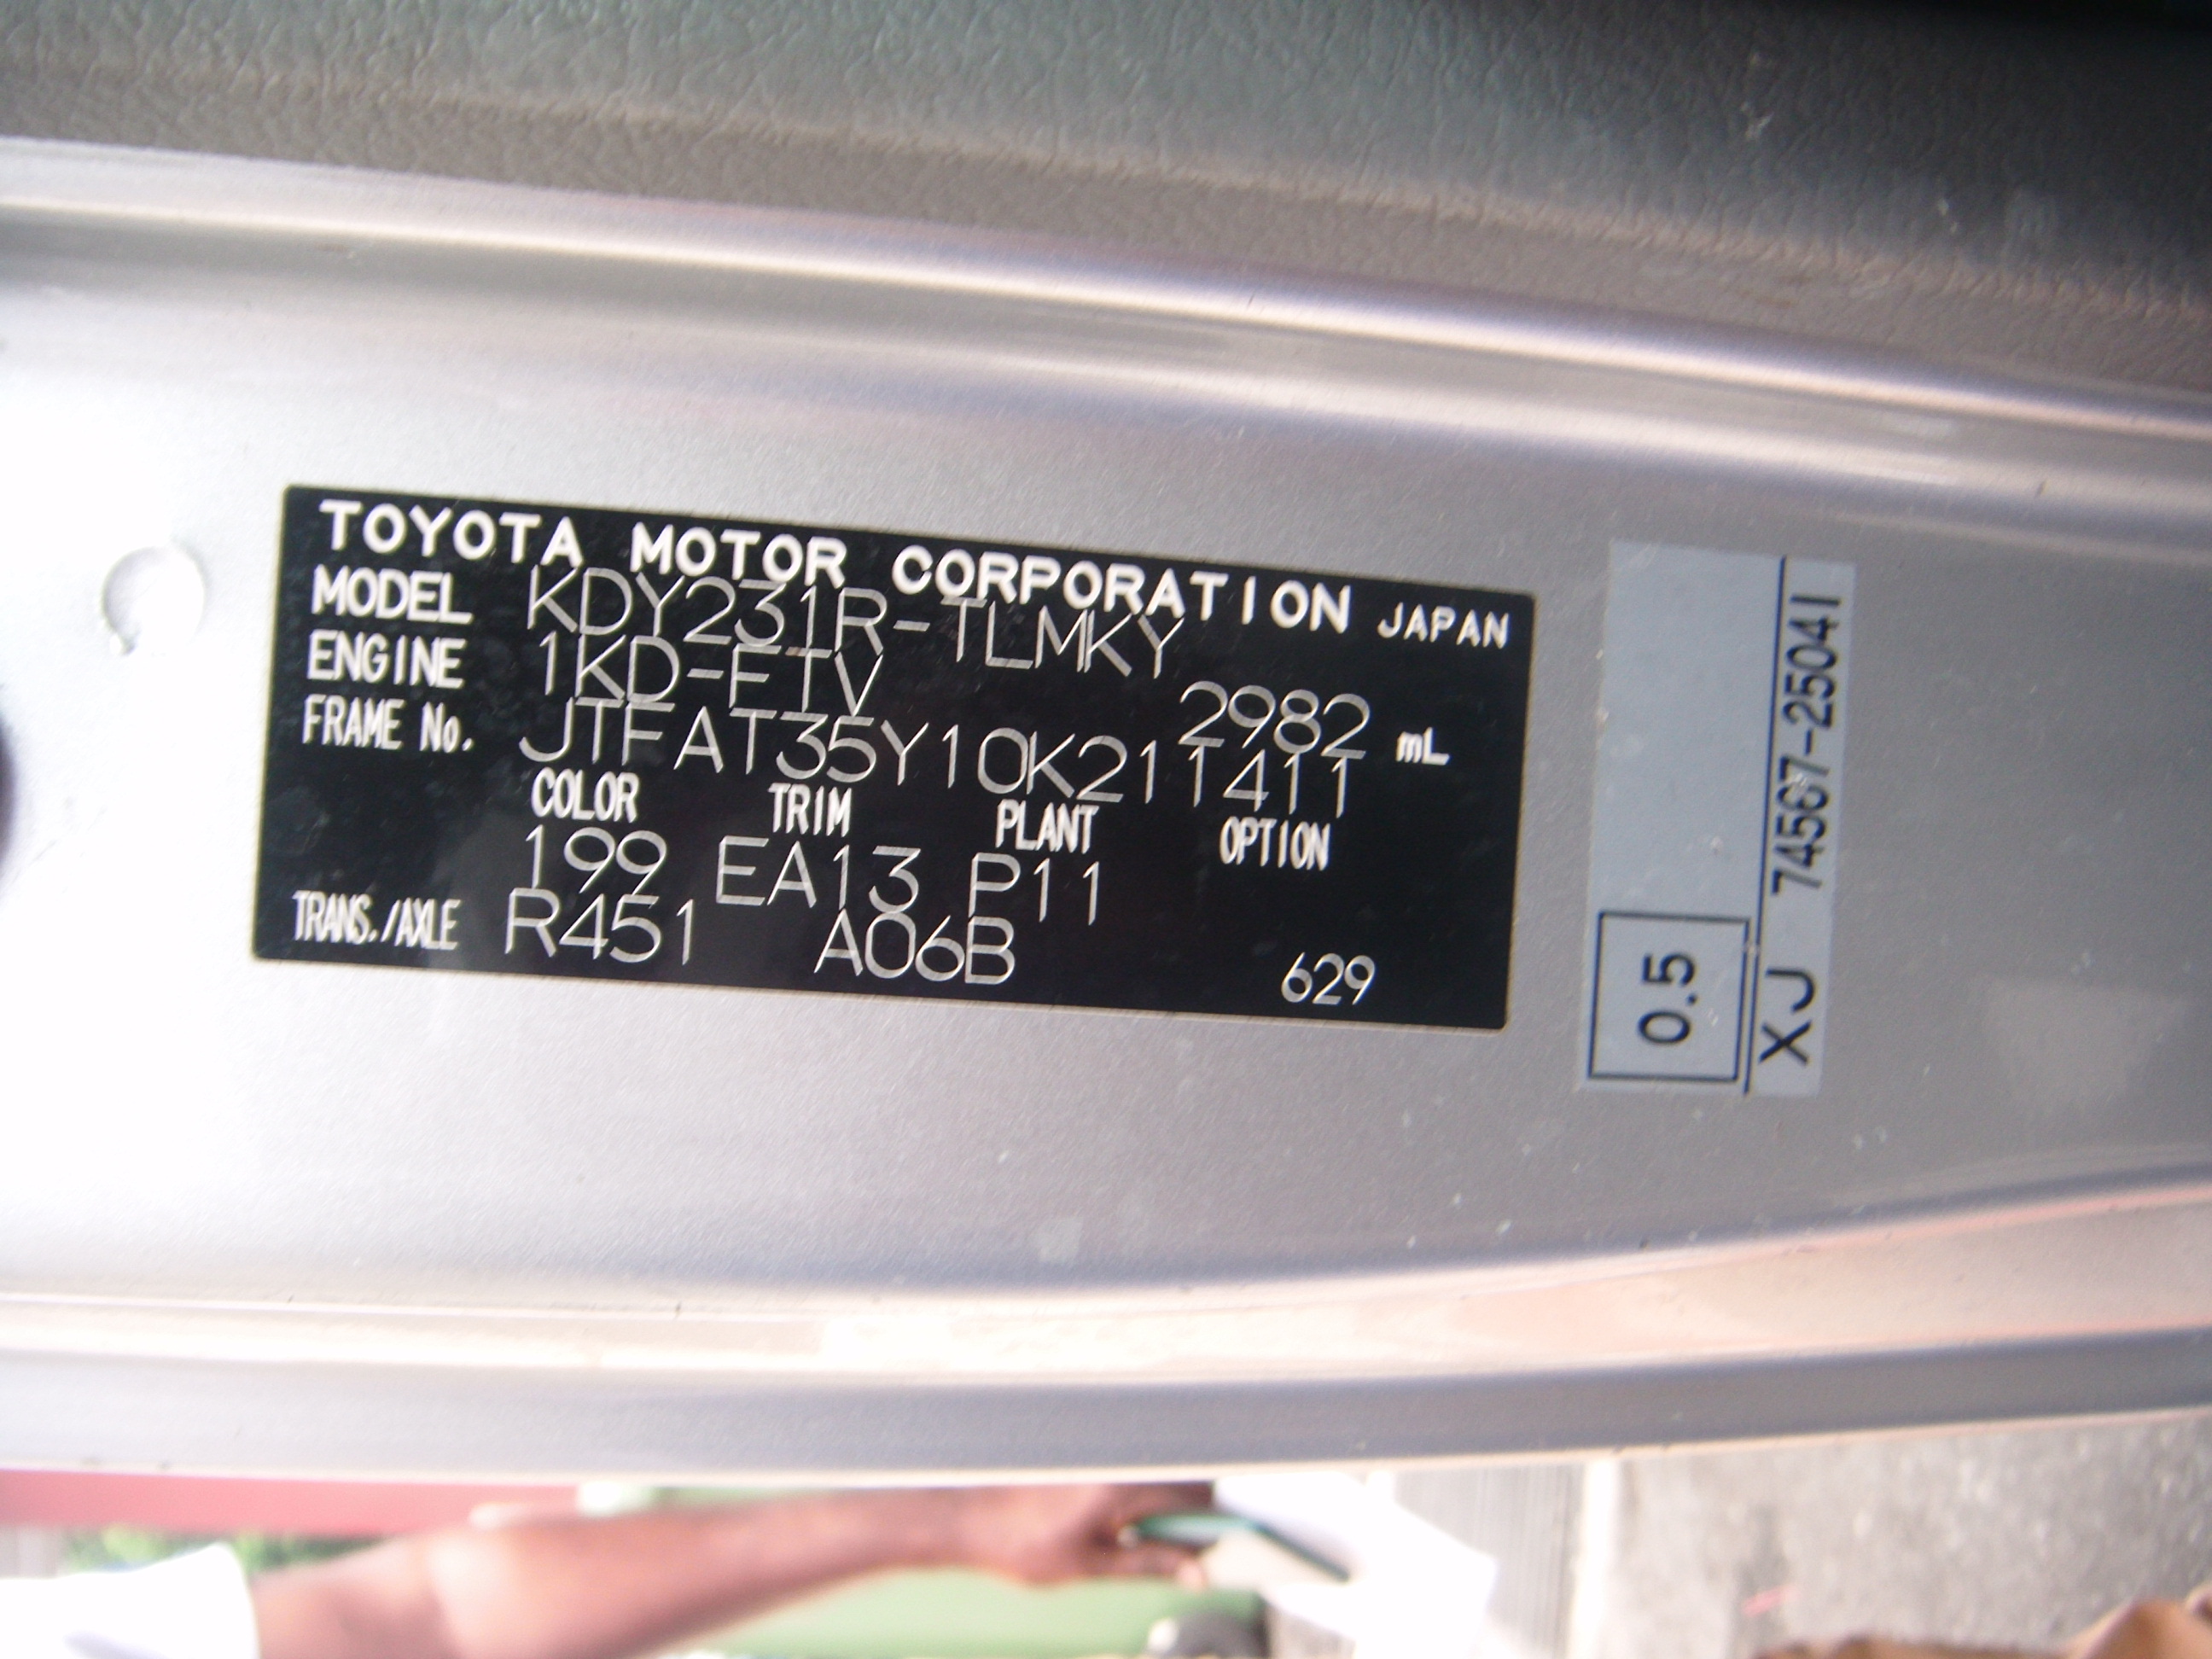 TOYOTA MOTOR CORPORATION JAPAN
MODEL KDY231R-TLMKY
ENGINE 1KD-FTV 2982 mL
FRAME No. JTFAT35Y10K211411
COLOR TRIM PLANT OPTION
199 EA13 P11
TRANS./AXLE R451 A06B 629
0.5
XJ 74567-25041